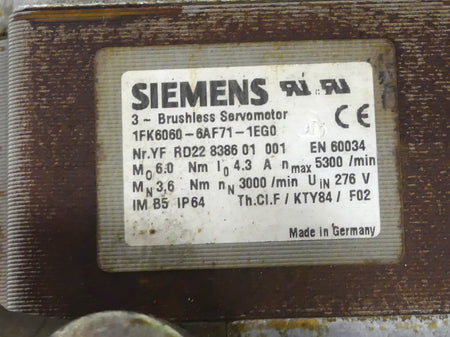 SIEMENS
3 ~ Brushless Servomotor
1FK6060-6AF71-1EG0
Nr.YF RD22 8386 01 001 EN 60034
M0 6.0 Nm I0 4.3 A nmax 5300 /min
MN 3,6 Nm nN 3000 /min UIN 276 V
IM B5 IP64 Th.Cl.F / KTY84 / F02
Made in Germany